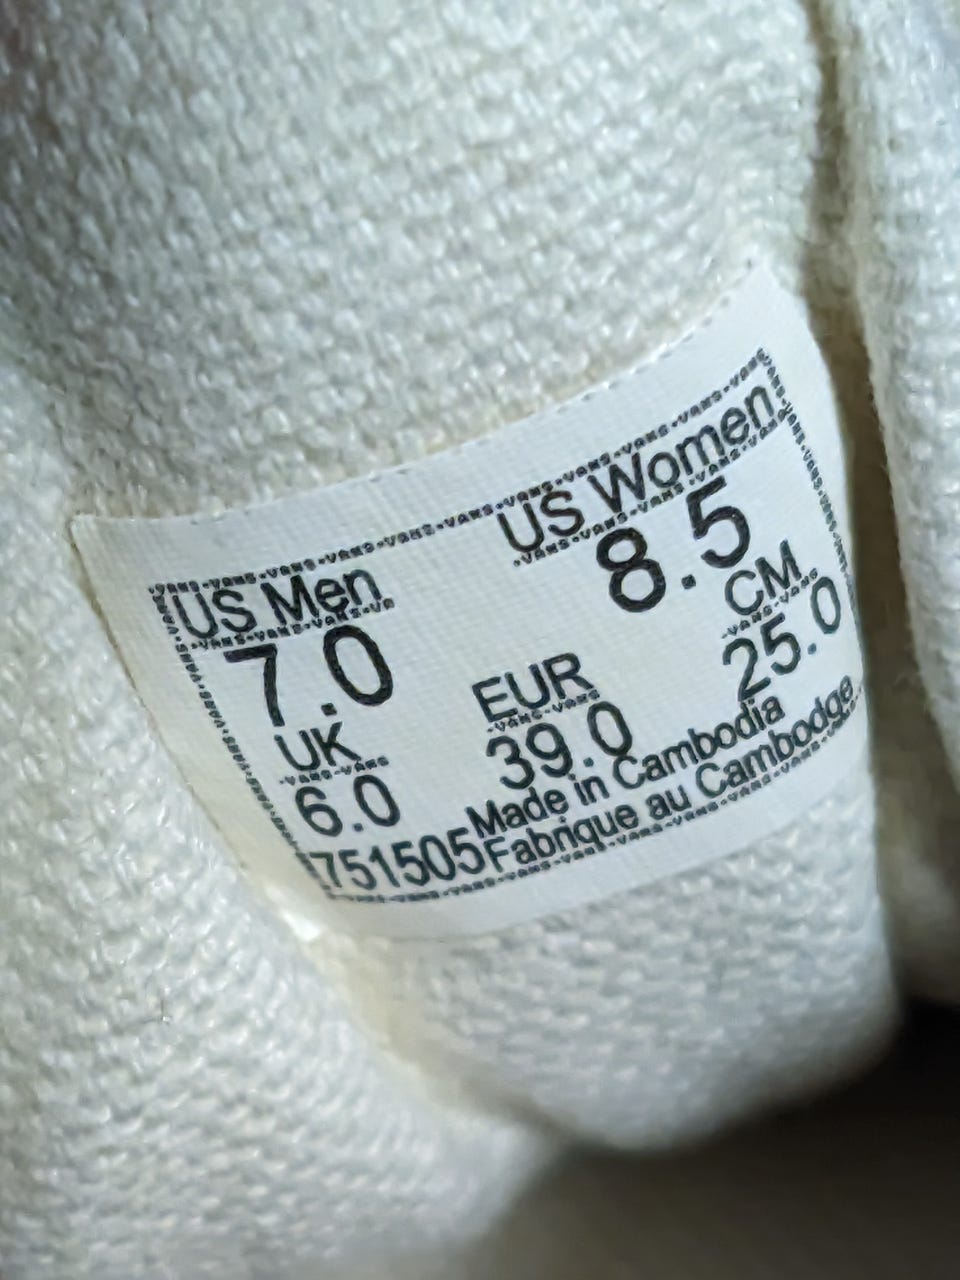 US Men US Women
7.0 8.5
UK EUR CM
6.0 39.0 25.0
751505 Made in Cambodia
Fabrique au Cambodge